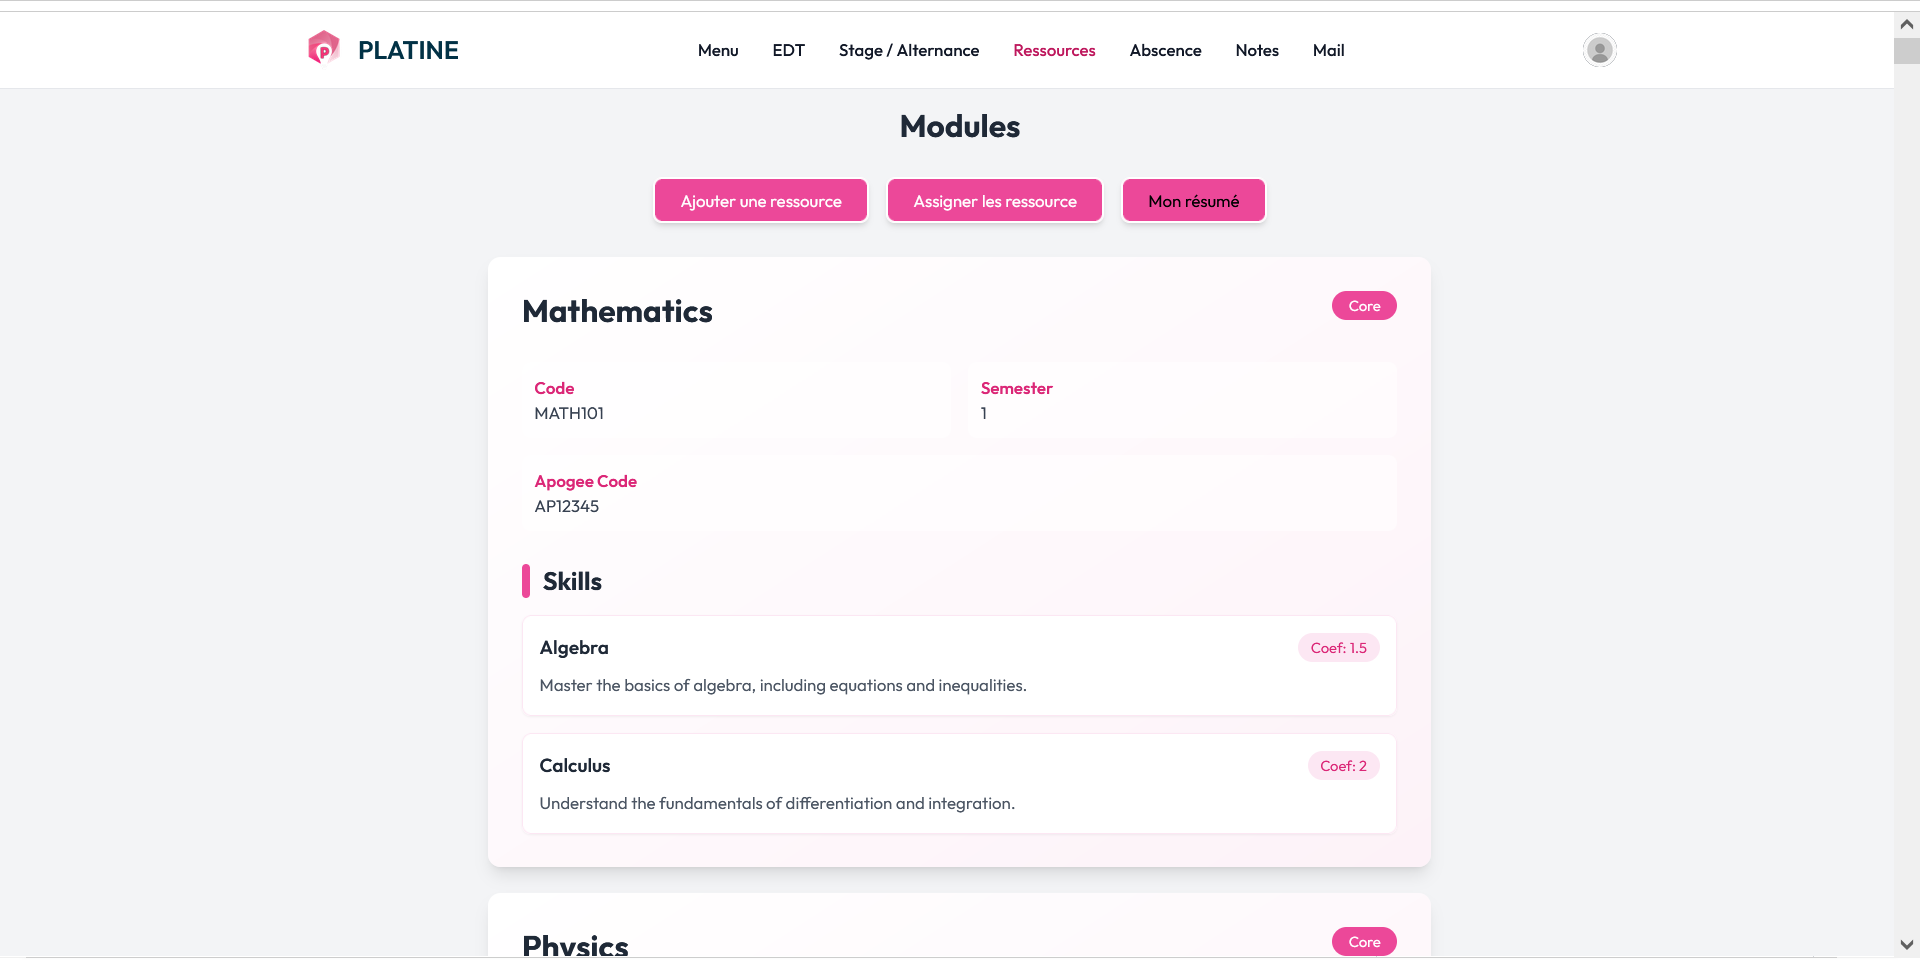 PLATINE
Menu EDT Stage / Alternance Ressources Abscence Notes Mail
Modules
Ajouter une ressource Assigner les ressource Mon résumé
Mathematics Core
Code Semester
MATH101 1
Apogee Code
AP12345
Skills
Algebra Coef: 1.5
Master the basics of algebra, including equations and inequalities.
Calculus Coef: 2
Understand the fundamentals of differentiation and integration.
Physics Core